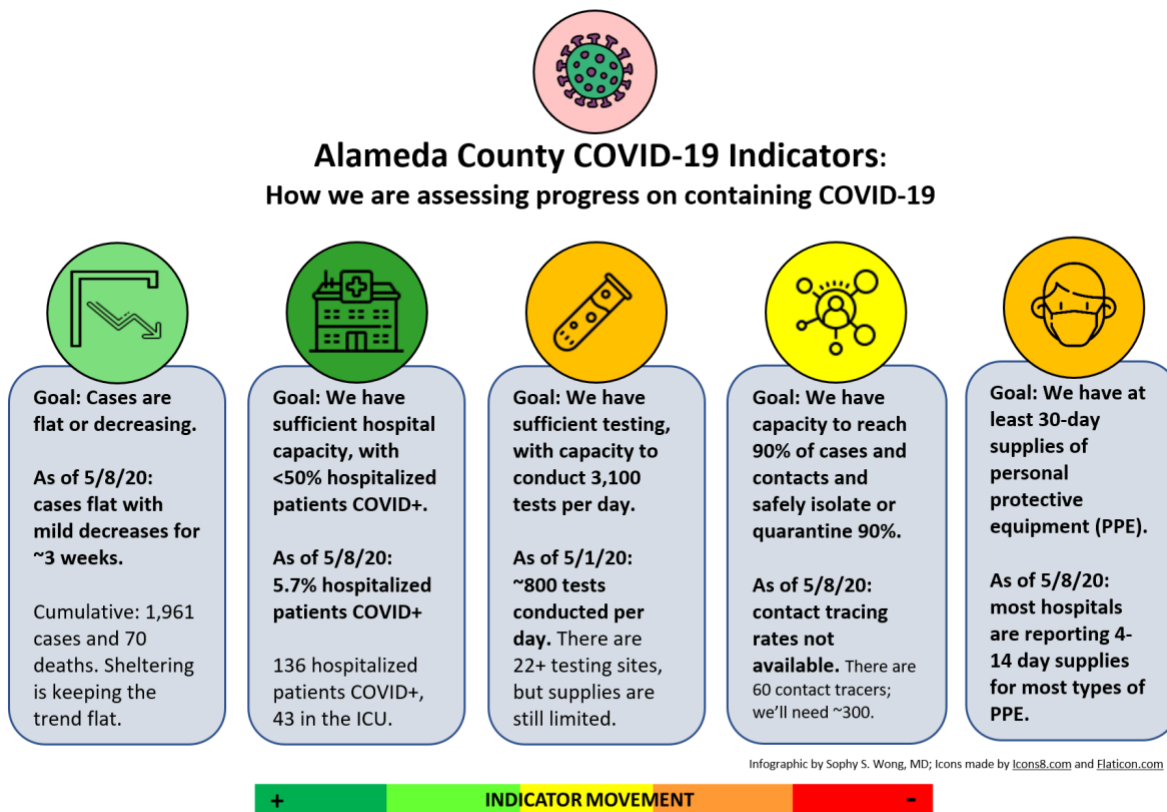 Alameda County COVID-19 Indicators:
How we are assessing progress on containing COVID-19
Goal: Cases are
flat or decreasing.
As of 5/8/20:
cases flat with
mild decreases for
~3 weeks.
Cumulative: 1,961
cases and 70
deaths. Sheltering
is keeping the
trend flat.
Goal: We have
sufficient hospital
capacity, with
<50% hospitalized
patients COVID+.
As of 5/8/20:
5.7% hospitalized
patients COVID+
136 hospitalized
patients COVID+,
43 in the ICU.
Goal: We have
sufficient testing,
with capacity to
conduct 3,100
tests per day.
As of 5/1/20:
~800 tests
conducted per
day. There are
22+ testing sites,
but supplies are
still limited.
Goal: We have
capacity to reach
90% of cases and
contacts and
safely isolate or
quarantine 90%.
As of 5/8/20:
contact tracing
rates not
available. There are
60 contact tracers;
we'll need ~300.
Goal: We have at
least 30-day
supplies of
personal
protective
equipment (PPE).
As of 5/8/20:
most hospitals
are reporting 4-
14 day supplies
for most types of
PPE.
Infographic by Sophy S. Wong, MD; Icons made by Icons8.com and Flaticon.com
+ INDICATOR MOVEMENT -